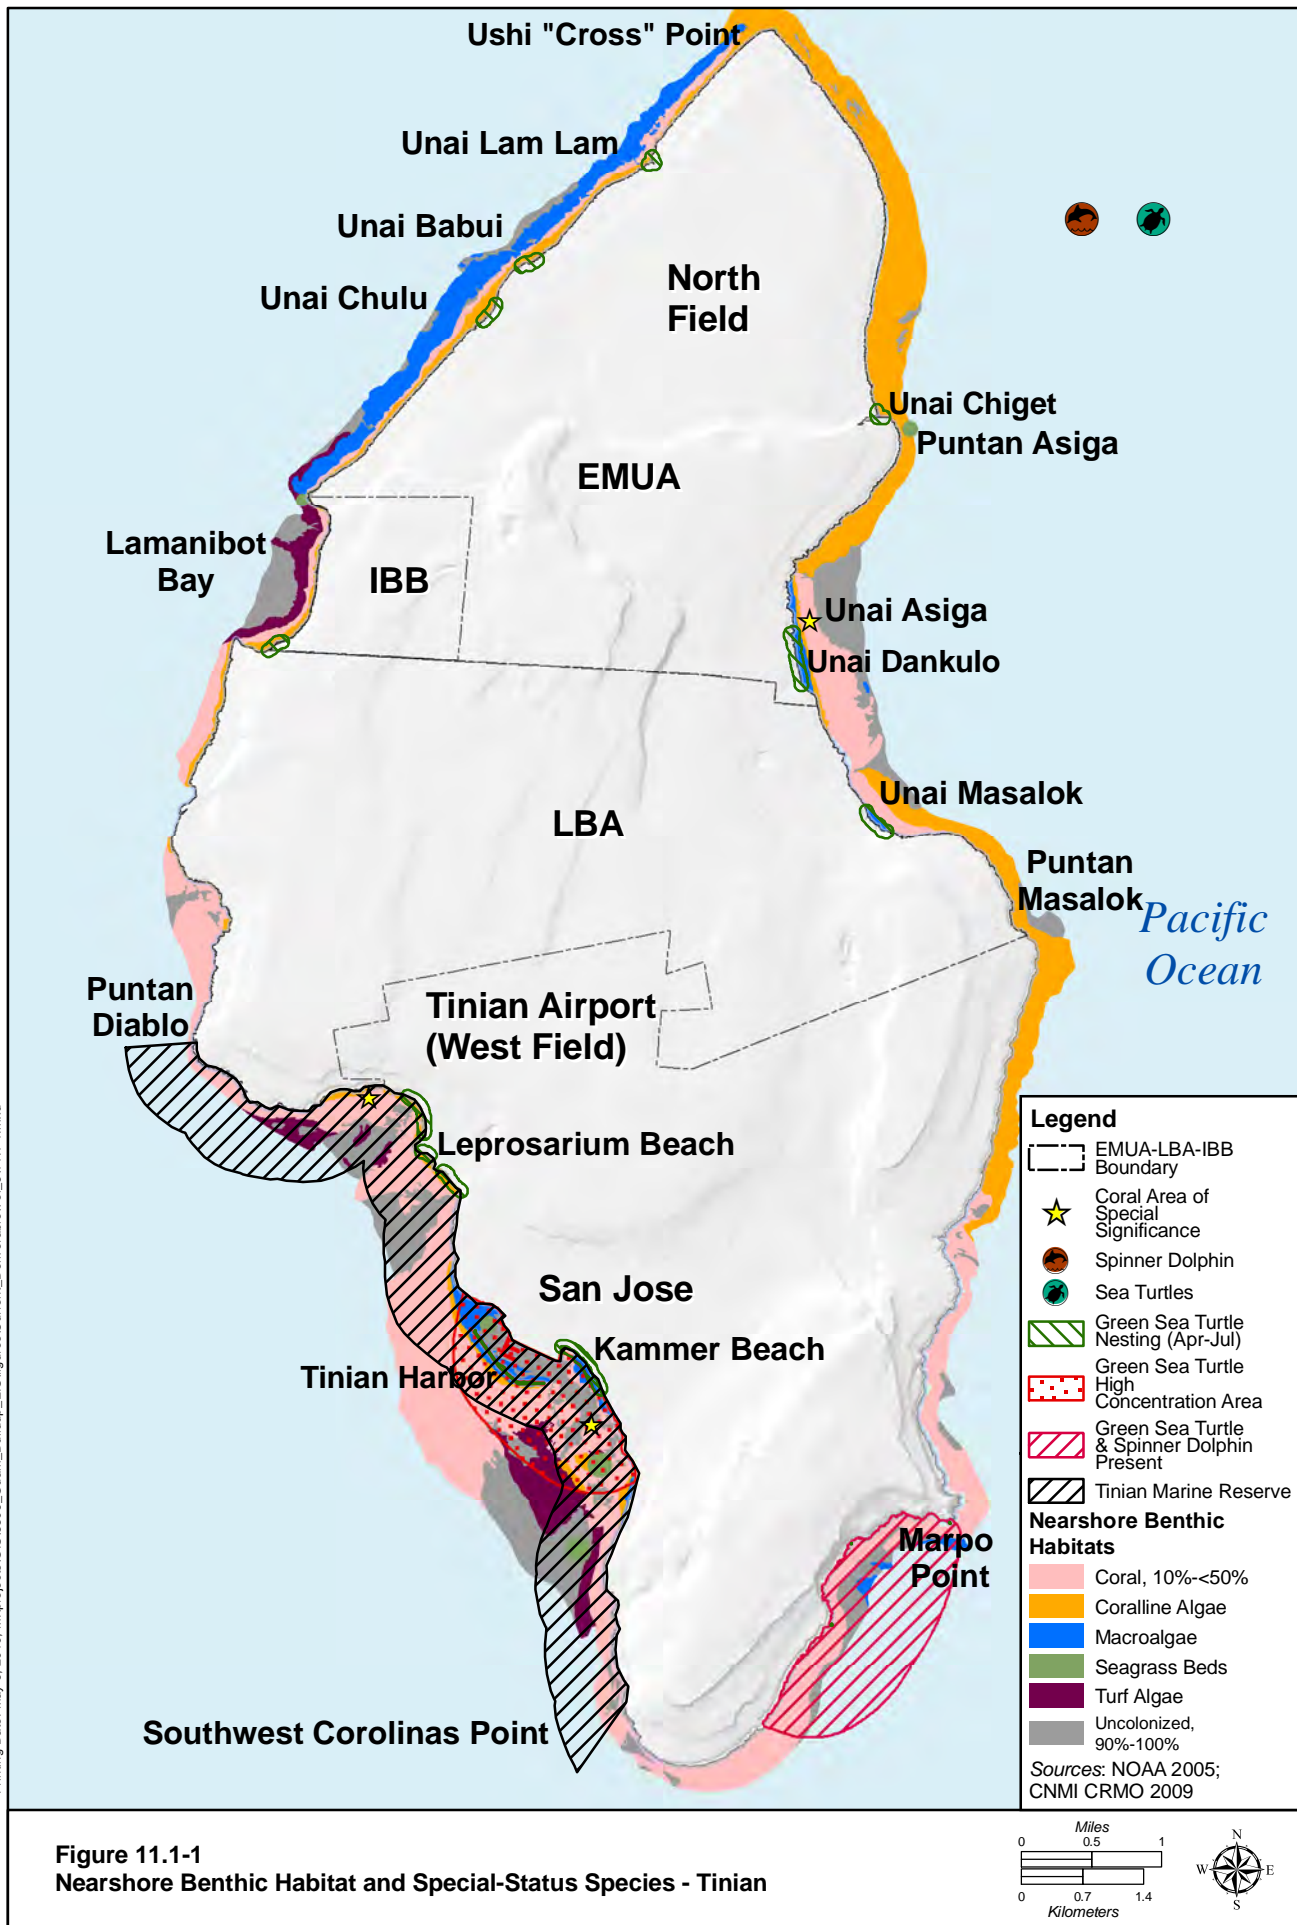 Ushi "Cross" Point
Unai Lam Lam
Unai Babui
Unai Chulu
North
Field
Unai Chiget
Puntan Asiga
EMUA
Lamanibot
Bay
IBB
Unai Asiga
Unai Dankulo
Unai Masalok
LBA
Puntan
Masalok
Pacific
Ocean
Puntan
Diablo
Tinian Airport
(West Field)
Leprosarium Beach
San Jose
Kammer Beach
Tinian Harbor
Marpo
Point
Southwest Corolinas Point
Legend
EMUA-LBA-IBB
Boundary
Coral Area of
Special
Significance
Spinner Dolphin
Sea Turtles
Green Sea Turtle
Nesting (Apr-Jul)
Green Sea Turtle
High
Concentration Area
Green Sea Turtle
& Spinner Dolphin
Present
Tinian Marine Reserve
Nearshore Benthic
Habitats
Coral, 10%-<50%
Coralline Algae
Macroalgae
Seagrass Beds
Turf Algae
Uncolonized,
90%-100%
Sources: NOAA 2005;
CNMI CRMO 2009
Figure 11.1-1
Nearshore Benthic Habitat and Special-Status Species - Tinian
Miles
0 0.5 1
0 0.7 1.4
Kilometers
N
W E
S